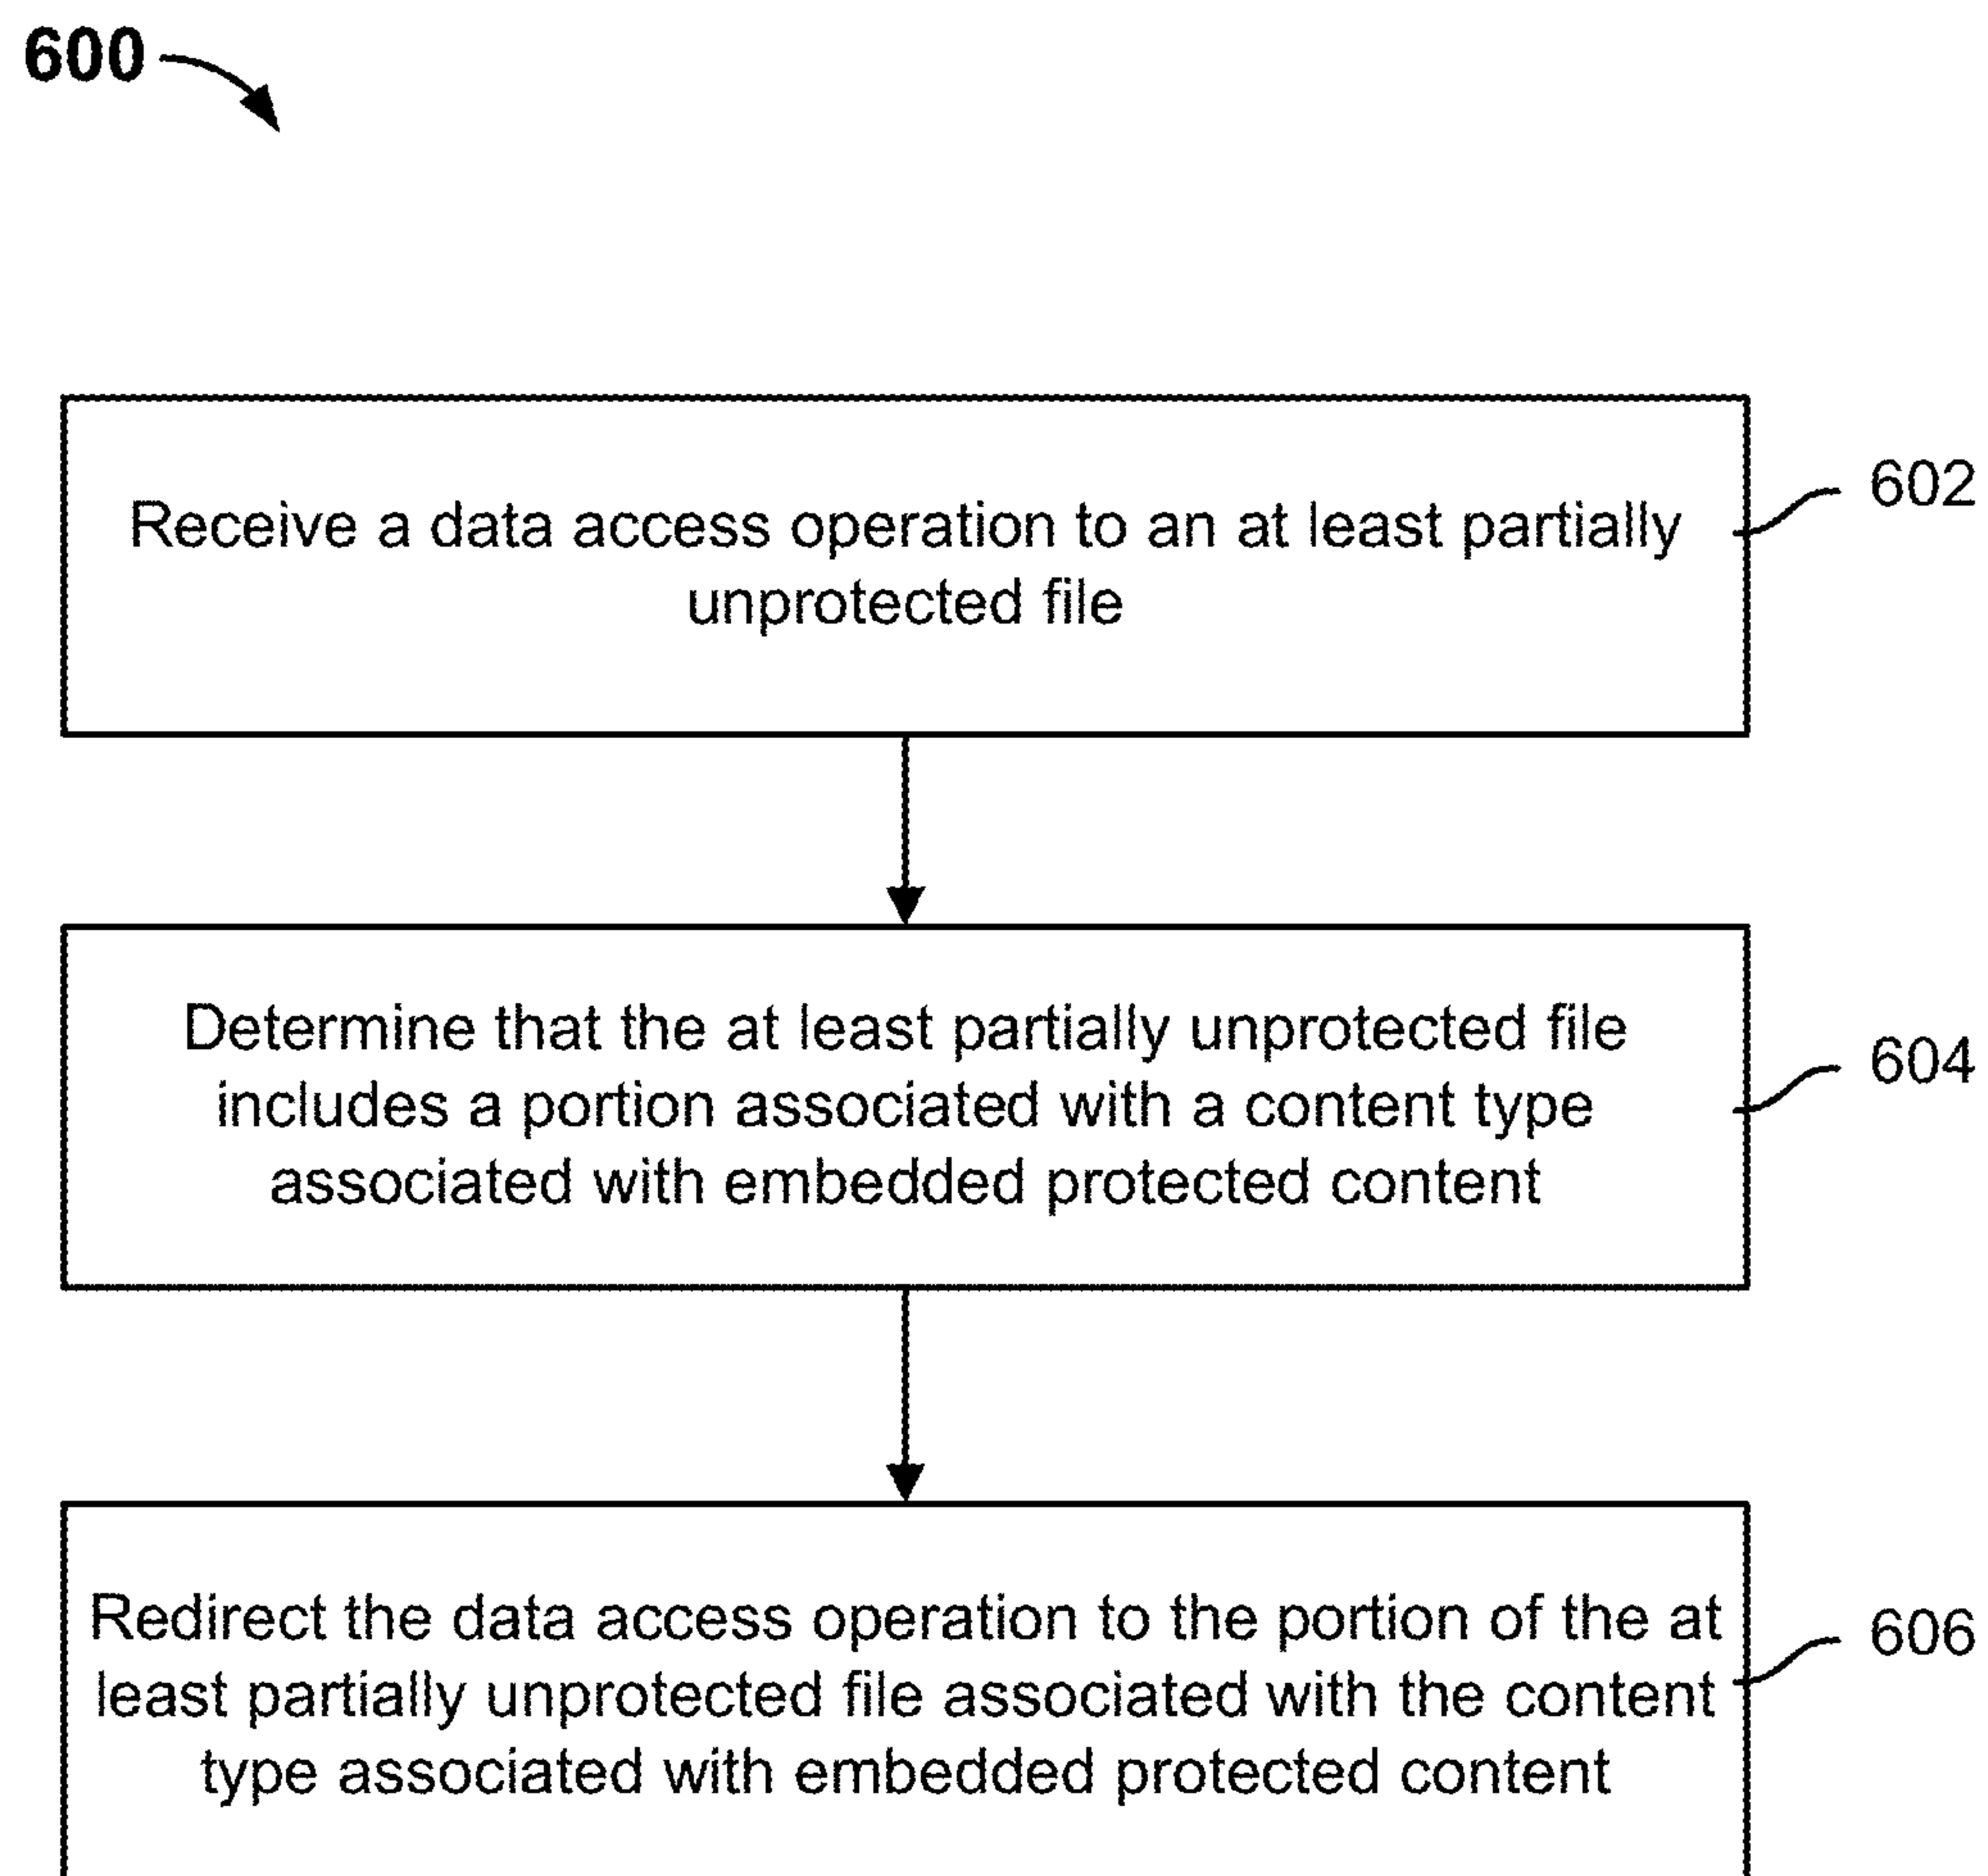 600
Receive a data access operation to an at least partially
unprotected file
602
Determine that the at least partially unprotected file
includes a portion associated with a content type
associated with embedded protected content
604
Redirect the data access operation to the portion of the at
least partially unprotected file associated with the content
type associated with embedded protected content
606